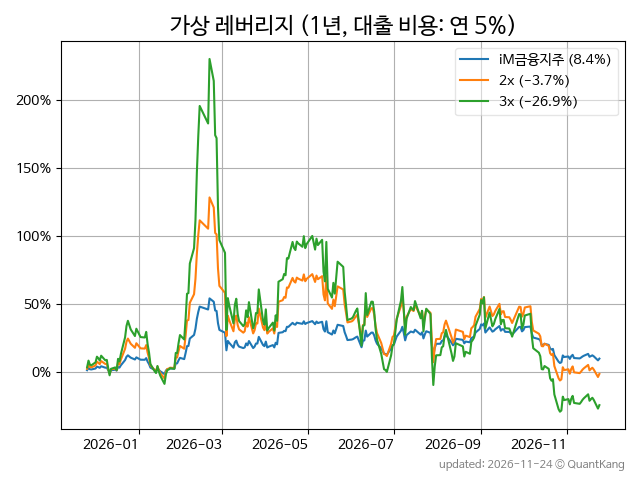 가상 레버리지 (1년, 대출 비용: 연 5%)
iM금융지주 (8.4%)
2x (−3.7%)
3x (−26.9%)
200%
150%
100%
50%
0%
2026-01 2026-03 2026-05 2026-07 2026-09 2026-11
updated: 2026-11-24 © QuantKang